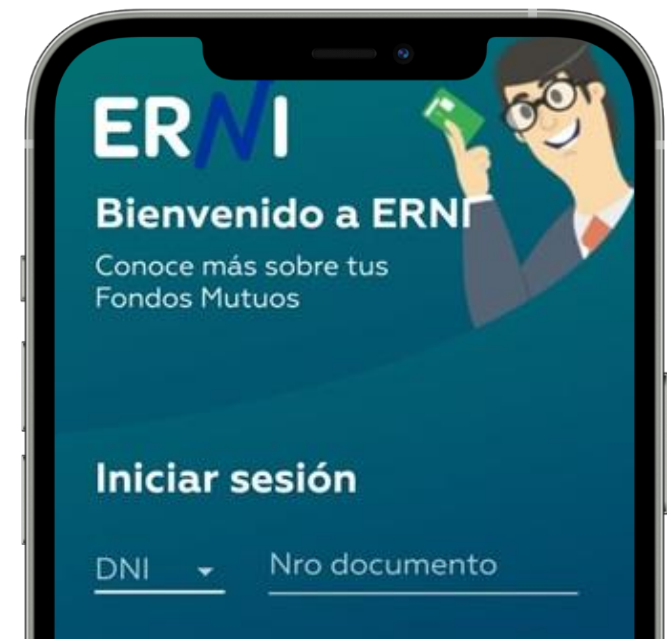 ERNI
Bienvenido a ERNI
Conoce más sobre tus
Fondos Mutuos
Iniciar sesión
DNI
Nro documento